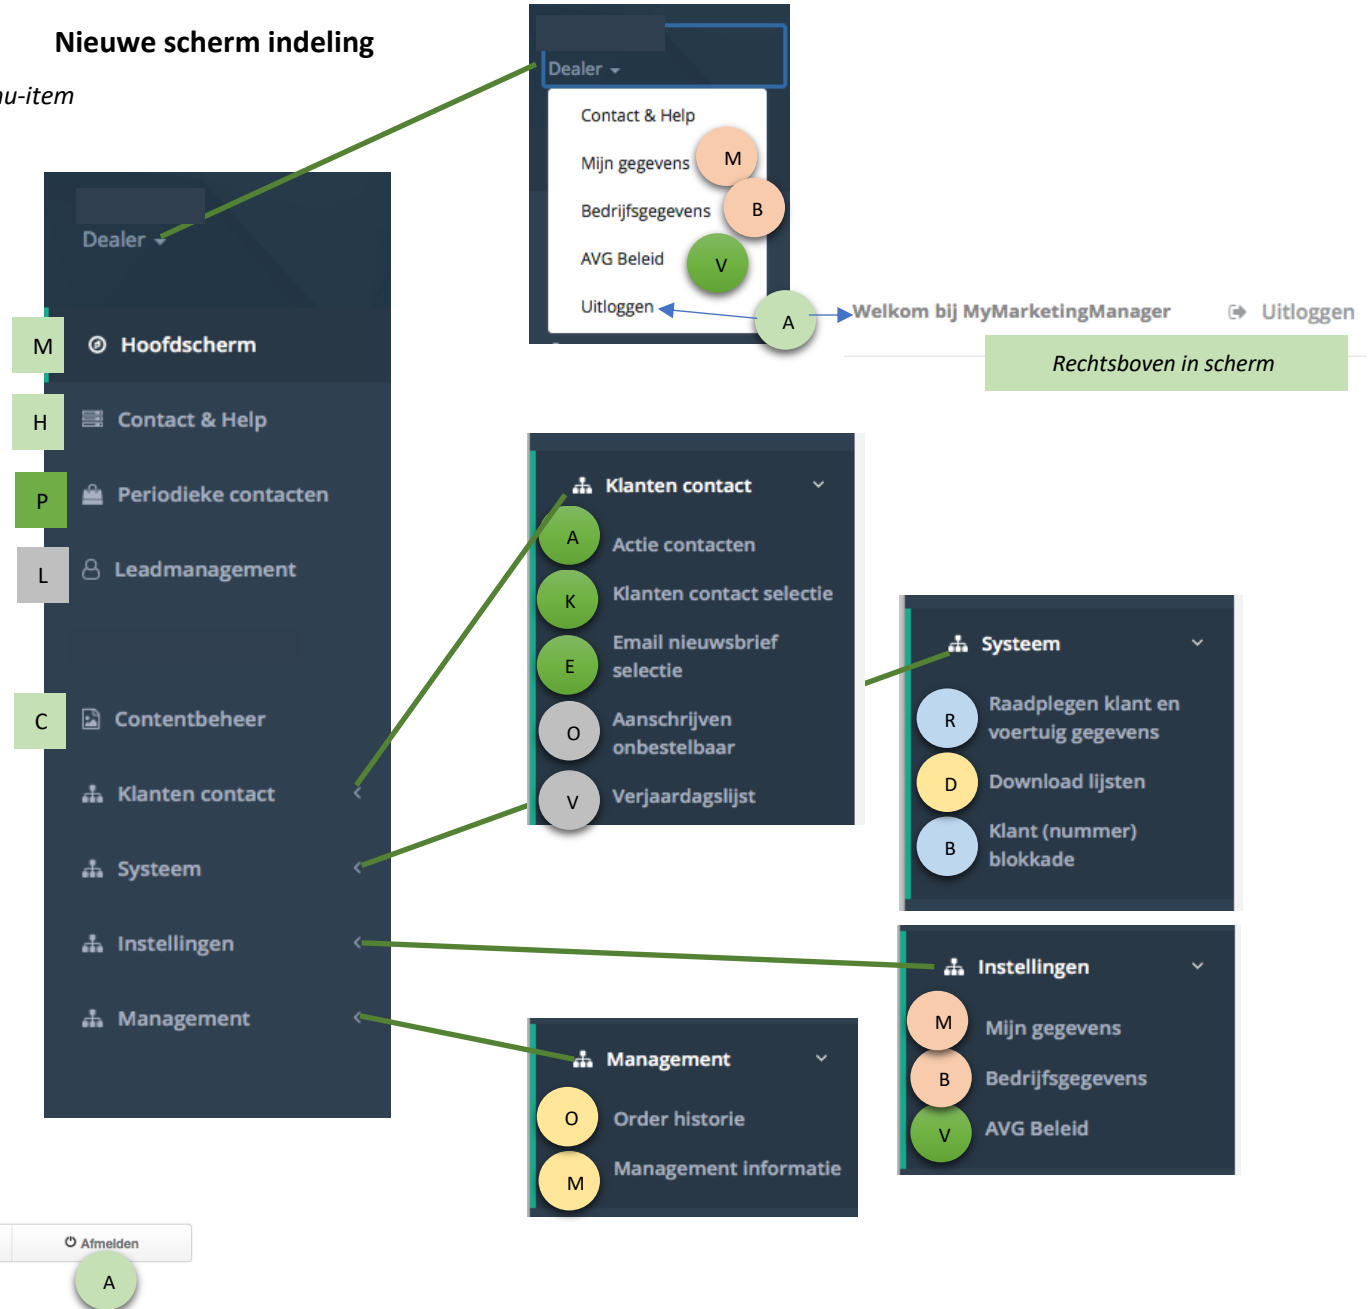 Nieuwe scherm indeling
nu-item
Dealer
Contact & Help
Mijn gegevens M
Bedrijfsgegevens B
AVG Beleid V
Uitloggen A
Welkom bij MyMarketingManager Uitloggen
Rechtsboven in scherm
Dealer
M Hoofdscherm
H Contact & Help
P Periodieke contacten
L Leadmanagement
C Contentbeheer
Klanten contact
Systeem
Instellingen
Management
Klanten contact
A Actie contacten
K Klanten contact selectie
E Email nieuwsbrief
selectie
O Aanschrijven
onbestelbaar
V Verjaardagslijst
Systeem
R Raadplegen klant en
voertuig gegevens
D Download lijsten
B Klant (nummer)
blokkade
Instellingen
M Mijn gegevens
B Bedrijfsgegevens
V AVG Beleid
Management
O Order historie
M Management informatie
Afmelden
A